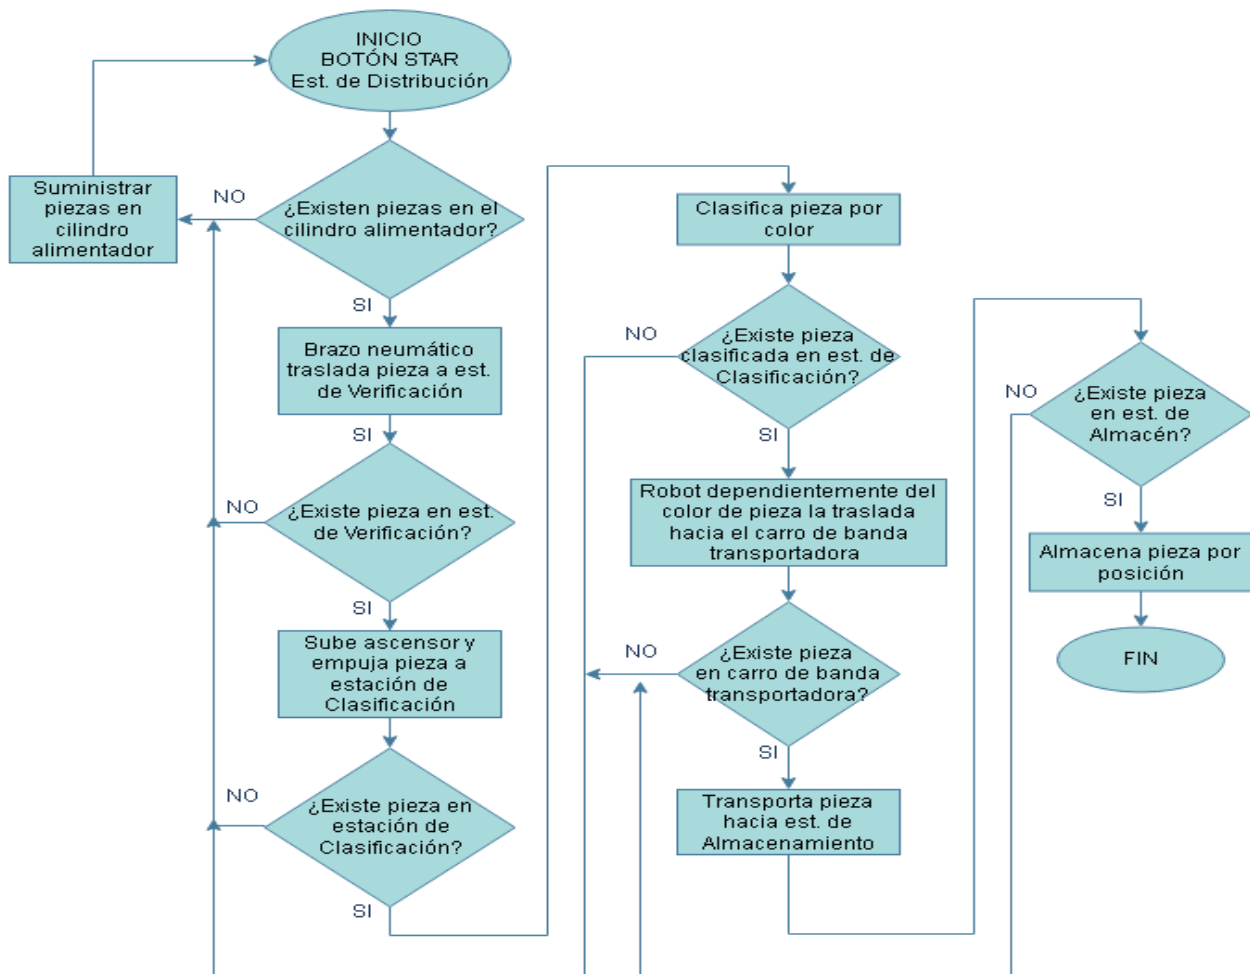 INICIO
BOTÓN STAR
Est. de Distribución
Suministrar
piezas en
cilindro
alimentador
NO
¿Existen piezas en el
cilindro alimentador?
SI
Brazo neumático
traslada pieza a est.
de Verificación
SI
NO
¿Existe pieza en est.
de Verificación?
SI
Sube ascensor y
empuja pieza a
estación de
Clasificación
NO
¿Existe pieza en
estación de
Clasificación?
SI
Clasifica pieza por
color
NO
¿Existe pieza
clasificada en est. de
Clasificación?
SI
Robot dependientemente del
color de pieza la traslada
hacia el carro de banda
transportadora
NO
¿Existe pieza
en carro de banda
transportadora?
SI
Transporta pieza
hacia est. de
Almacenamiento
NO
¿Existe pieza
en est. de
Almacén?
SI
Almacena pieza por
posición
FIN